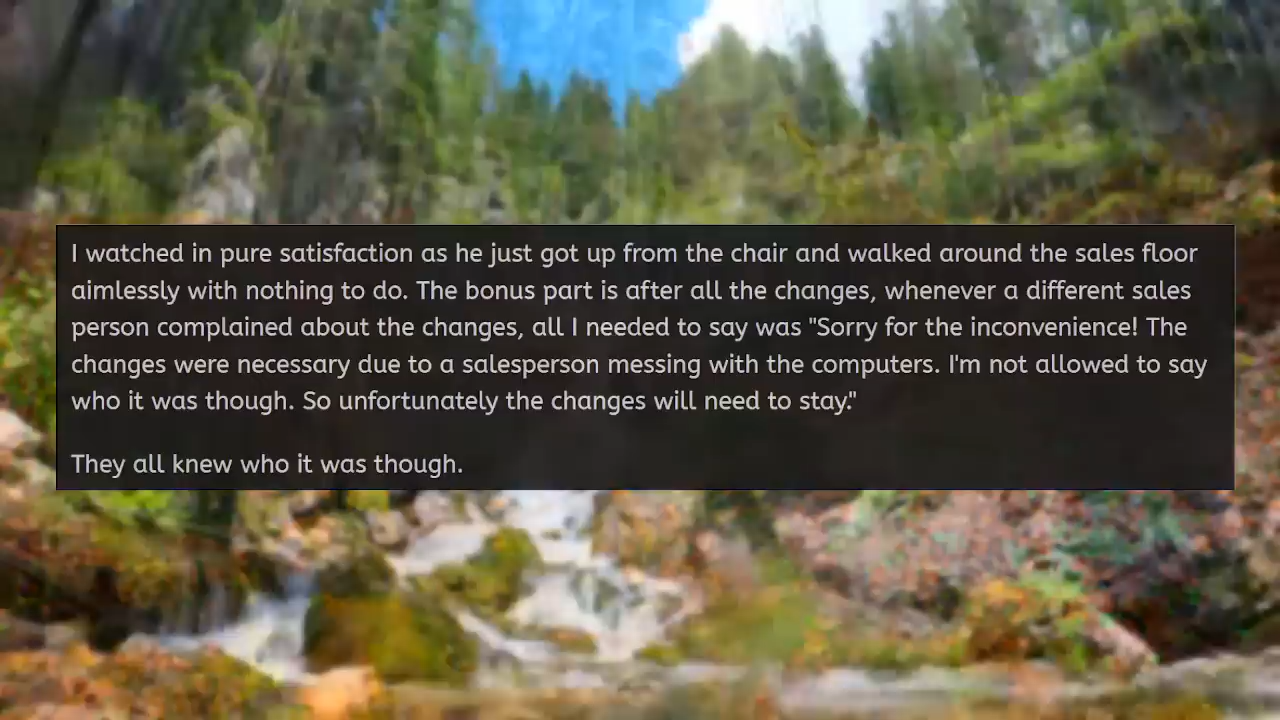 I watched in pure satisfaction as he just got up from the chair and walked around the sales floor
aimlessly with nothing to do. The bonus part is after all the changes, whenever a different sales
person complained about the changes, all I needed to say was "Sorry for the inconvenience! The
changes were necessary due to a salesperson messing with the computers. I'm not allowed to say
who it was though. So unfortunately the changes will need to stay."
They all knew who it was though.